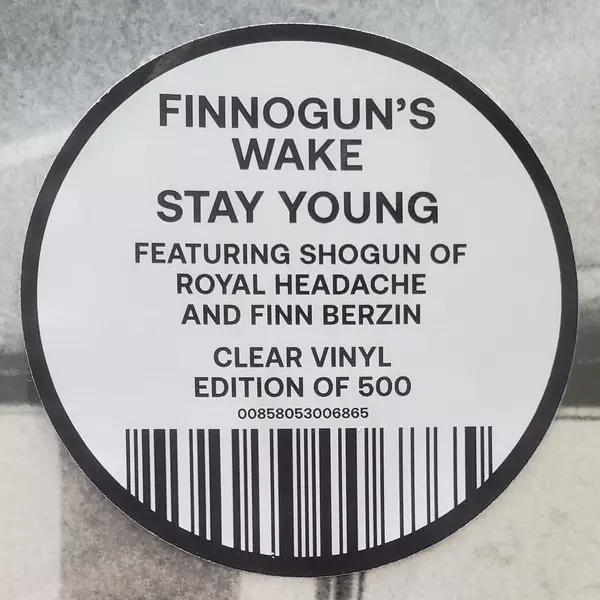 FINNOGUN'S
WAKE
STAY YOUNG
FEATURING SHOGUN OF
ROYAL HEADACHE
AND FINN BERZIN
CLEAR VINYL
EDITION OF 500
00858053006865